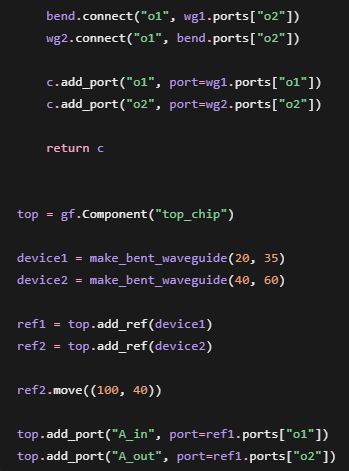 bend.connect("o1", wg1.ports["o2"])
wg2.connect("o1", bend.ports["o2"])
c.add_port("o1", port=wg1.ports["o1"])
c.add_port("o2", port=wg2.ports["o2"])
return c
top = gf.Component("top_chip")
device1 = make_bent_waveguide(20, 35)
device2 = make_bent_waveguide(40, 60)
ref1 = top.add_ref(device1)
ref2 = top.add_ref(device2)
ref2.move((100, 40))
top.add_port("A_in", port=ref1.ports["o1"])
top.add_port("A_out", port=ref1.ports["o2"])